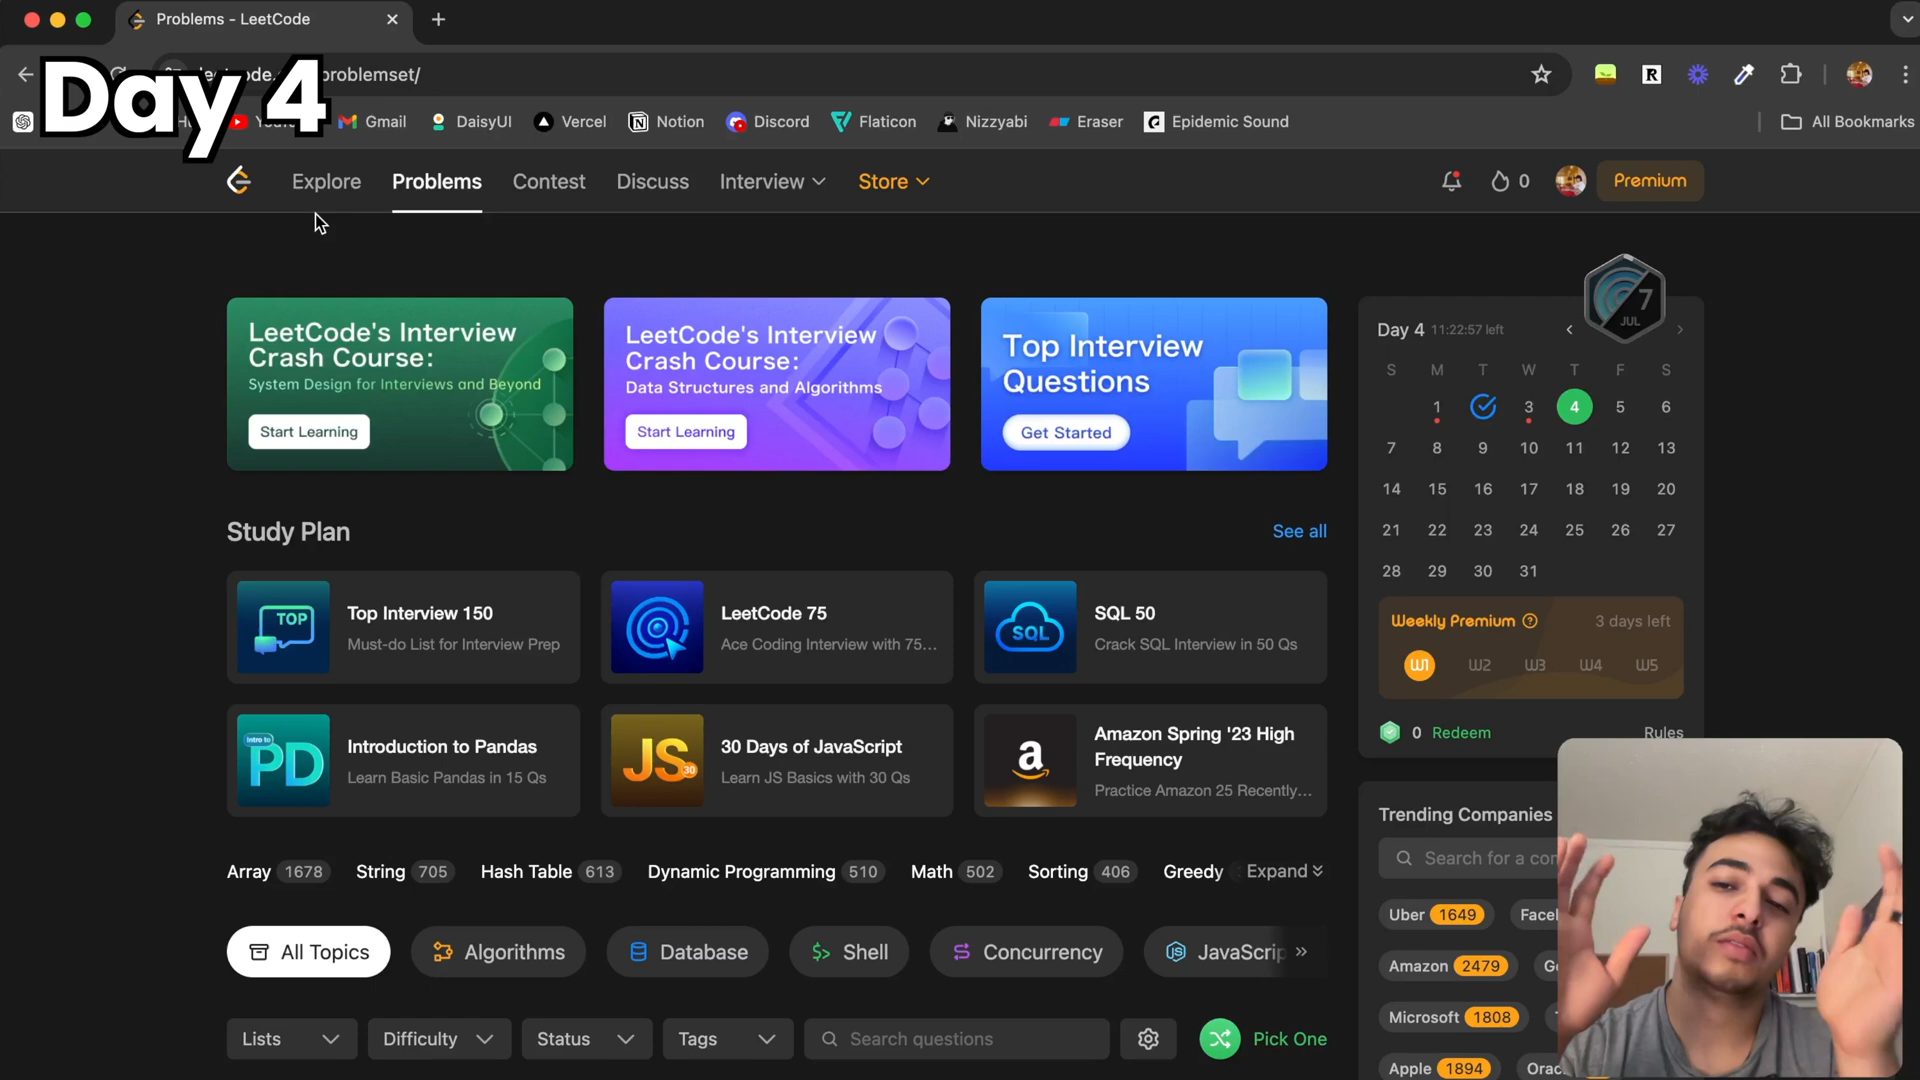 Problems - LeetCode
Day 4
problemset/
Gmail
DaisyUI
Vercel
Notion
Discord
Flaticon
Nizzyabi
Eraser
Epidemic Sound
All Bookmarks
Explore
Problems
Contest
Discuss
Interview
Store
0
Premium
LeetCode's Interview
Crash Course:
System Design for Interviews and Beyond
Start Learning
LeetCode's Interview
Crash Course:
Data Structures and Algorithms
Start Learning
Top Interview
Questions
Get Started
7
JUL
Day 4 11:22:57 left
S M T W T F S
1 3 4 5 6
7 8 9 10 11 12 13
14 15 16 17 18 19 20
21 22 23 24 25 26 27
28 29 30 31
Weekly Premium 3 days left
W1 W2 W3 W4 W5
0 Redeem Rules
Study Plan
See all
TOP
Top Interview 150
Must-do List for Interview Prep
LeetCode 75
Ace Coding Interview with 75...
SQL
SQL 50
Crack SQL Interview in 50 Qs
Intro to
PD
Introduction to Pandas
Learn Basic Pandas in 15 Qs
JS
30
30 Days of JavaScript
Learn JS Basics with 30 Qs
a
Amazon Spring '23 High
Frequency
Practice Amazon 25 Recently...
Array 1678 String 705 Hash Table 613 Dynamic Programming 510 Math 502 Sorting 406 Greedy Expand
All Topics
Algorithms
Database
Shell
Concurrency
JavaScrip
Lists
Difficulty
Status
Tags
Search questions
Pick One
Trending Companies
Search for a com
Uber 1649 Facel
Amazon 2479 Go
Microsoft 1808
Apple 1894 Orac